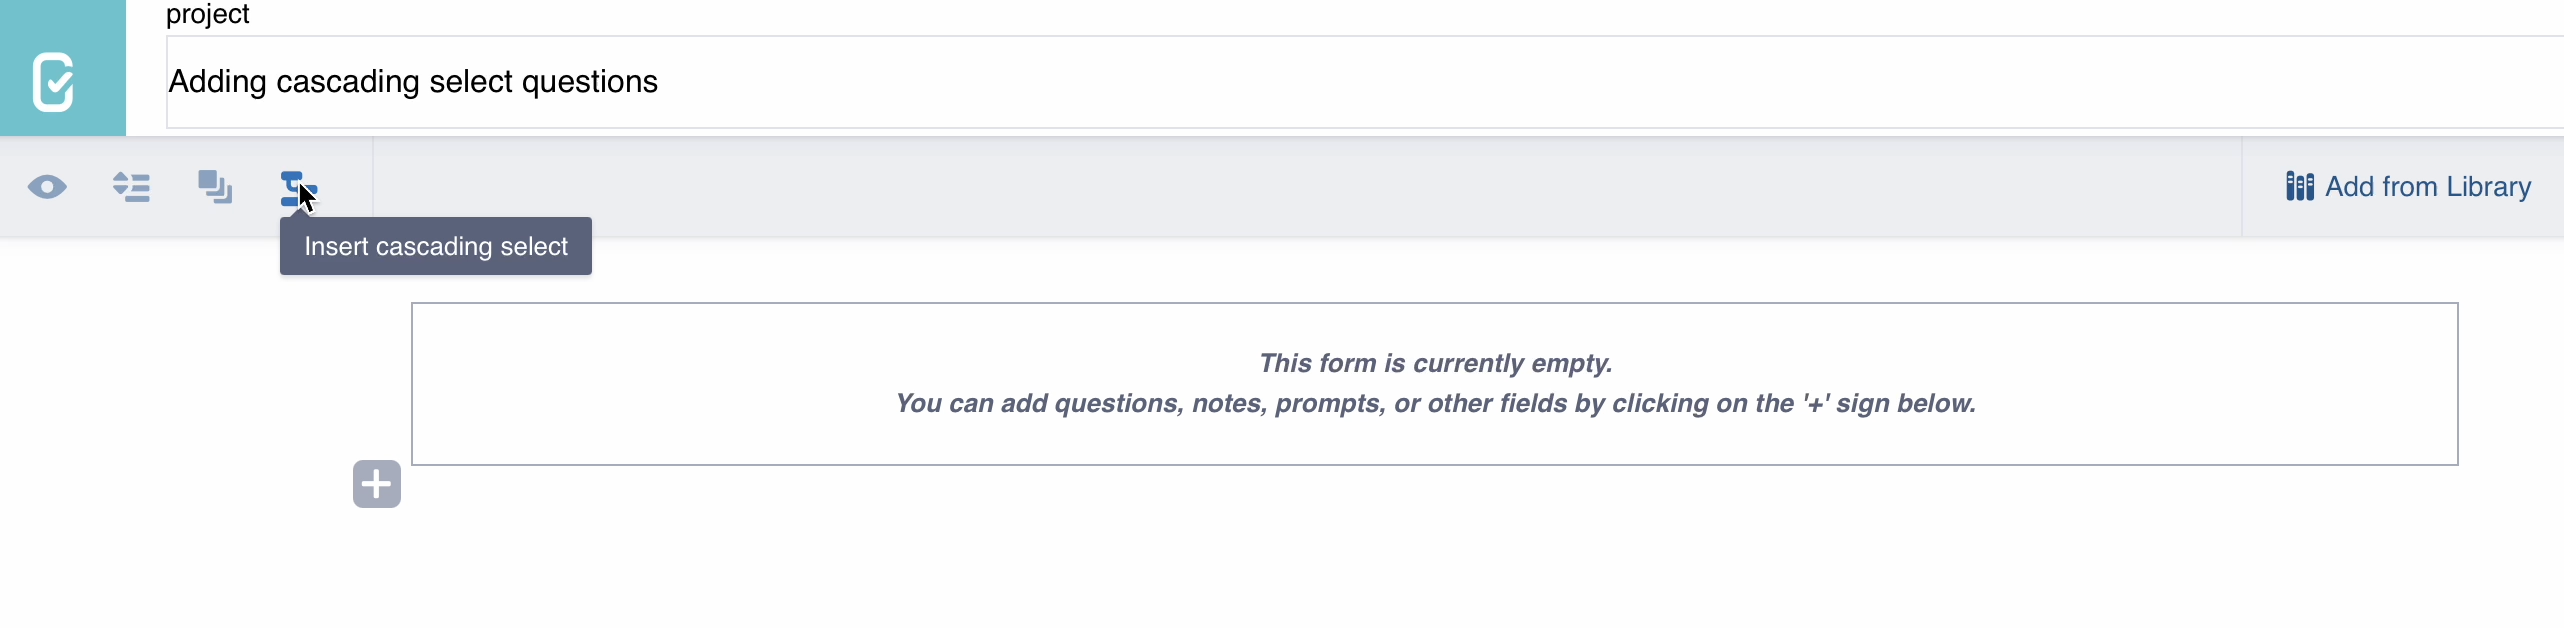 project
Adding cascading select questions
Add from Library
Insert cascading select
This form is currently empty.
You can add questions, notes, prompts, or other fields by clicking on the '+' sign below.